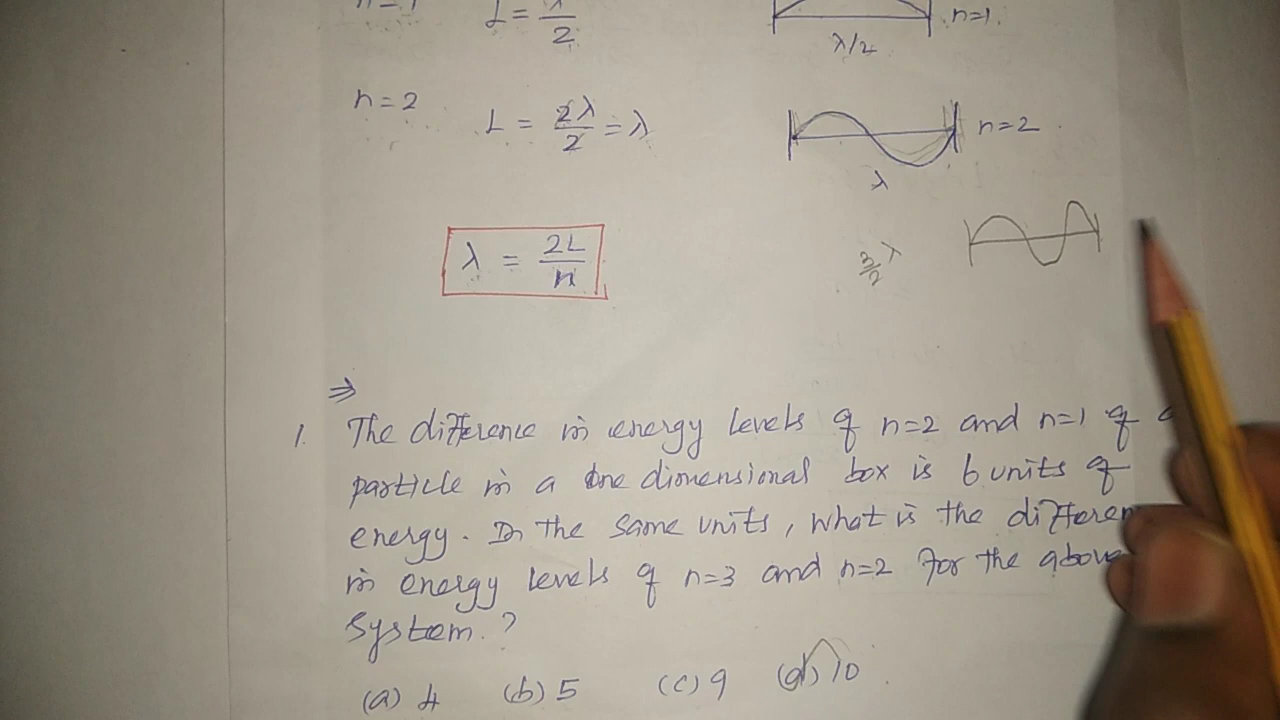 n=1 L = λ/2 n=1.
λ/2
n=2 L = 2λ/2 = λ n=2
λ
λ = 2L/n 3/2 λ
⇒
1. The difference in energy levels of n=2 and n=1 of
particle in a one dimensional box is 6 units of
energy. In the same units, what is the differen
in energy levels of n=3 and n=2 for the above
system.?
(a) 4 (b) 5 (c) 9 (d) 10